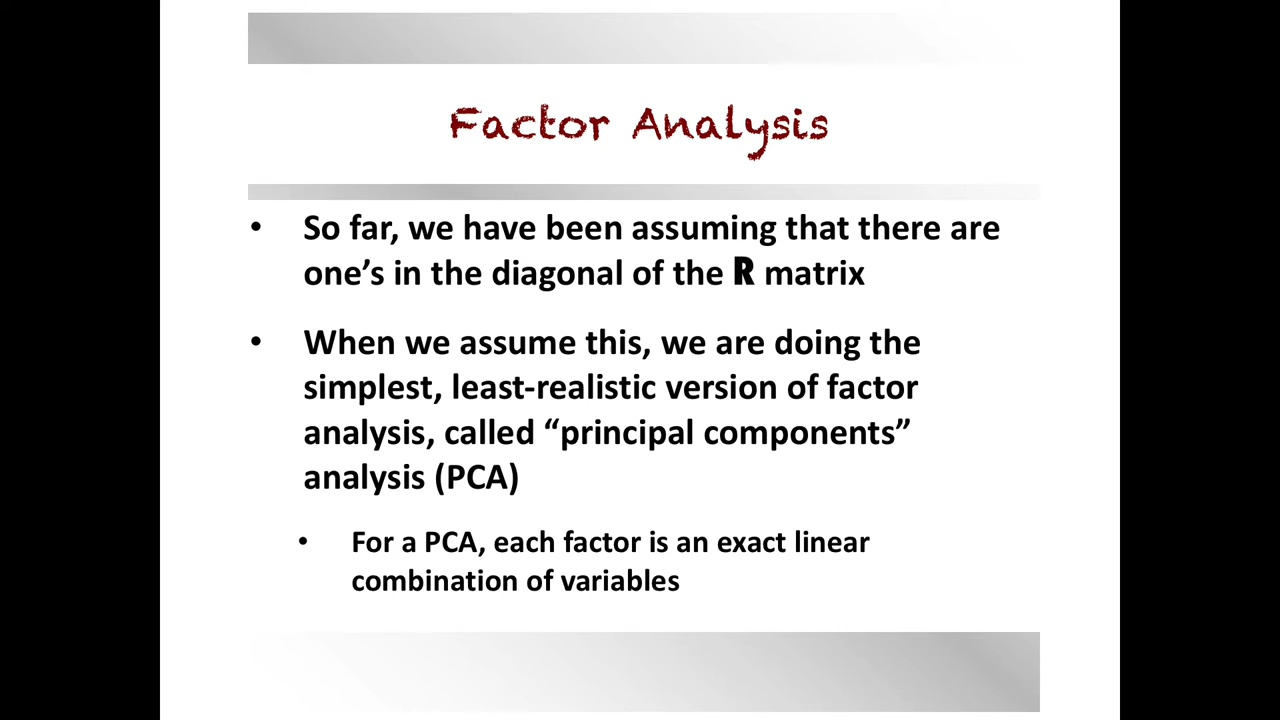 Factor Analysis
• So far, we have been assuming that there are
one’s in the diagonal of the R matrix
• When we assume this, we are doing the
simplest, least-realistic version of factor
analysis, called “principal components”
analysis (PCA)
• For a PCA, each factor is an exact linear
combination of variables